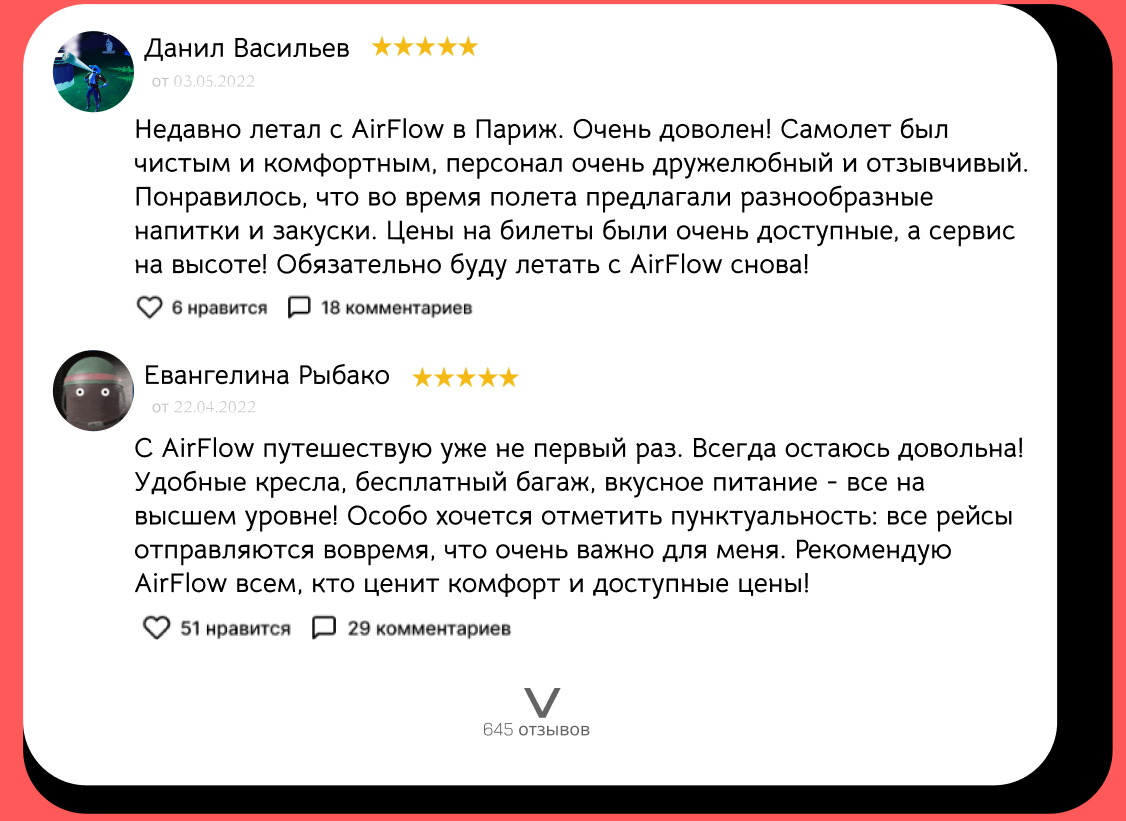 Данил Васильев
от 03.05.2022
Недавно летал с AirFlow в Париж. Очень доволен! Самолет был
чистым и комфортным, персонал очень дружелюбный и отзывчивый.
Понравилось, что во время полета предлагали разнообразные
напитки и закуски. Цены на билеты были очень доступные, а сервис
на высоте! Обязательно буду летать с AirFlow снова!
6 нравится 18 комментариев
Евангелина Рыбако
от 22.04.2022
С AirFlow путешествую уже не первый раз. Всегда остаюсь довольна!
Удобные кресла, бесплатный багаж, вкусное питание - все на
высшем уровне! Особо хочется отметить пунктуальность: все рейсы
отправляются вовремя, что очень важно для меня. Рекомендую
AirFlow всем, кто ценит комфорт и доступные цены!
51 нравится 29 комментариев
645 отзывов